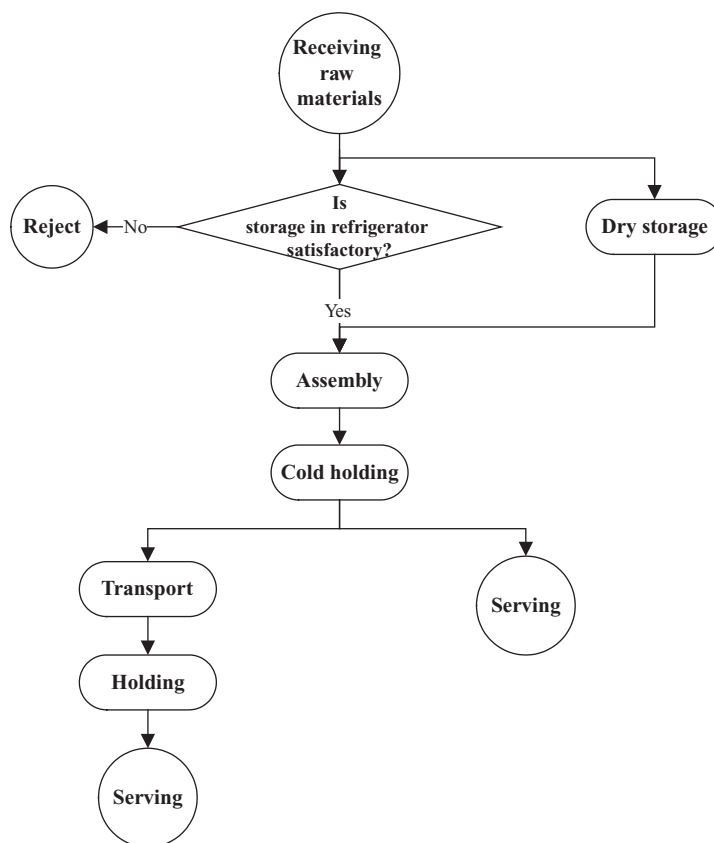 Receiving
raw
materials
Is
storage in refrigerator
satisfactory?
Reject
No
Dry storage
Yes
Assembly
Cold holding
Transport
Serving
Holding
Serving